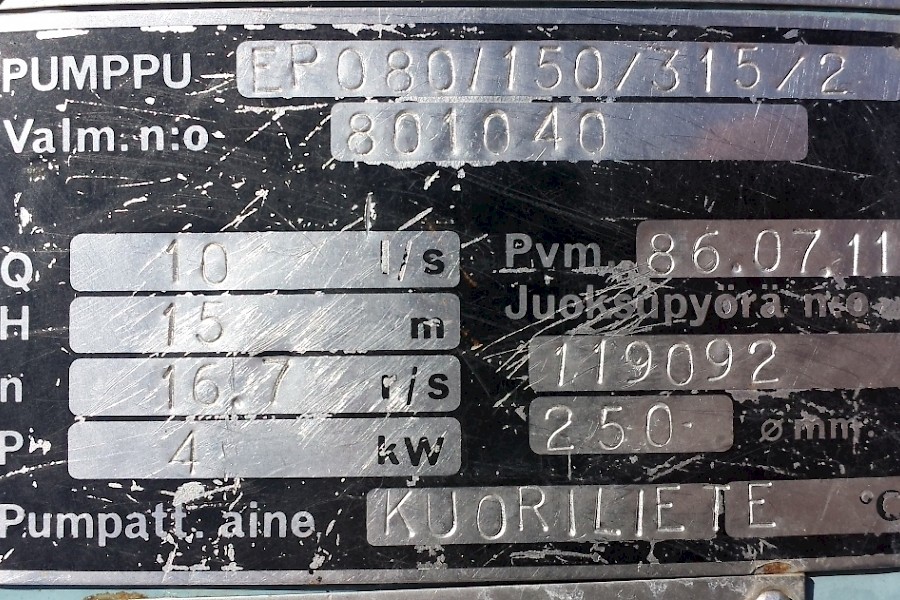 PUMPPU EP080/150/315/2
Valm. n:o 801040
Q 10 l/s
H 15 m
n 16.7 r/s
P 4 kW
Pvm. 86.07.11
Juoksupyörä n:o
119092
250 ø mm.
Pumpatt. aine KUORILIETE °C